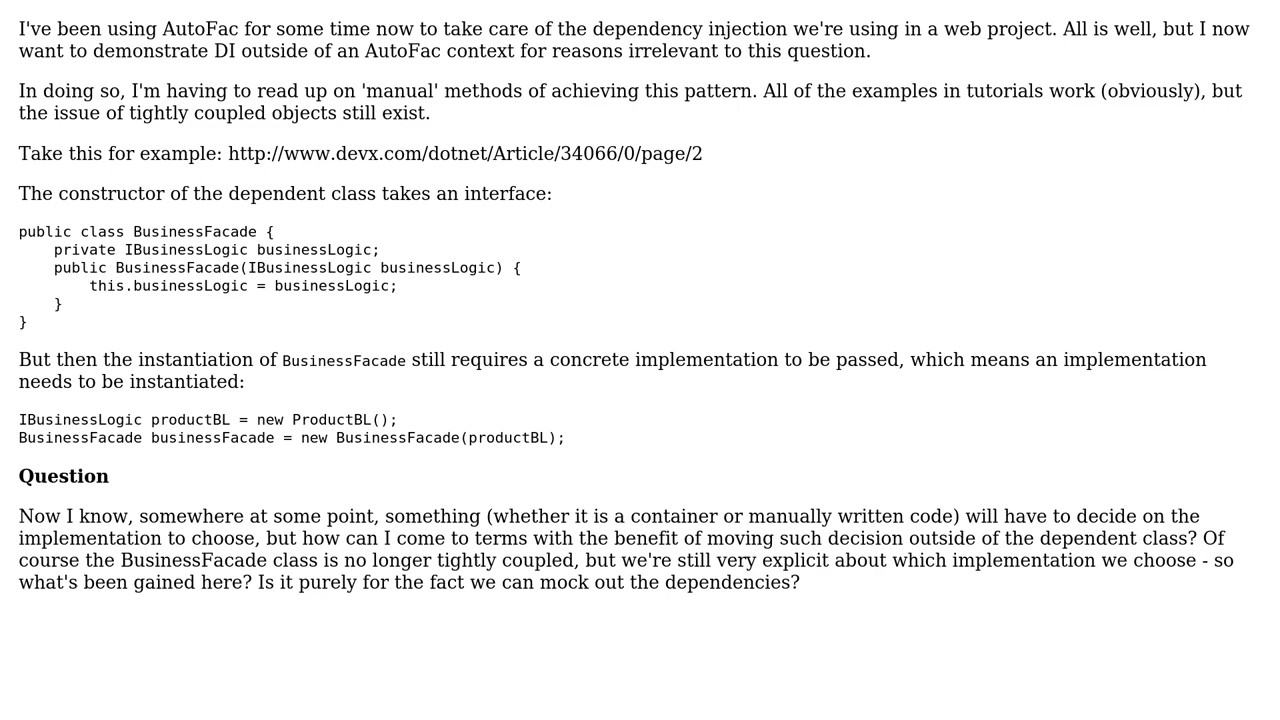 I've been using AutoFac for some time now to take care of the dependency injection we're using in a web project. All is well, but I now
want to demonstrate DI outside of an AutoFac context for reasons irrelevant to this question.
In doing so, I'm having to read up on 'manual' methods of achieving this pattern. All of the examples in tutorials work (obviously), but
the issue of tightly coupled objects still exist.
Take this for example: http://www.devx.com/dotnet/Article/34066/0/page/2
The constructor of the dependent class takes an interface:
public class BusinessFacade {
    private IBusinessLogic businessLogic;
    public BusinessFacade(IBusinessLogic businessLogic) {
        this.businessLogic = businessLogic;
    }
}
But then the instantiation of BusinessFacade still requires a concrete implementation to be passed, which means an implementation
needs to be instantiated:
IBusinessLogic productBL = new ProductBL();
BusinessFacade businessFacade = new BusinessFacade(productBL);
Question
Now I know, somewhere at some point, something (whether it is a container or manually written code) will have to decide on the
implementation to choose, but how can I come to terms with the benefit of moving such decision outside of the dependent class? Of
course the BusinessFacade class is no longer tightly coupled, but we're still very explicit about which implementation we choose - so
what's been gained here? Is it purely for the fact we can mock out the dependencies?